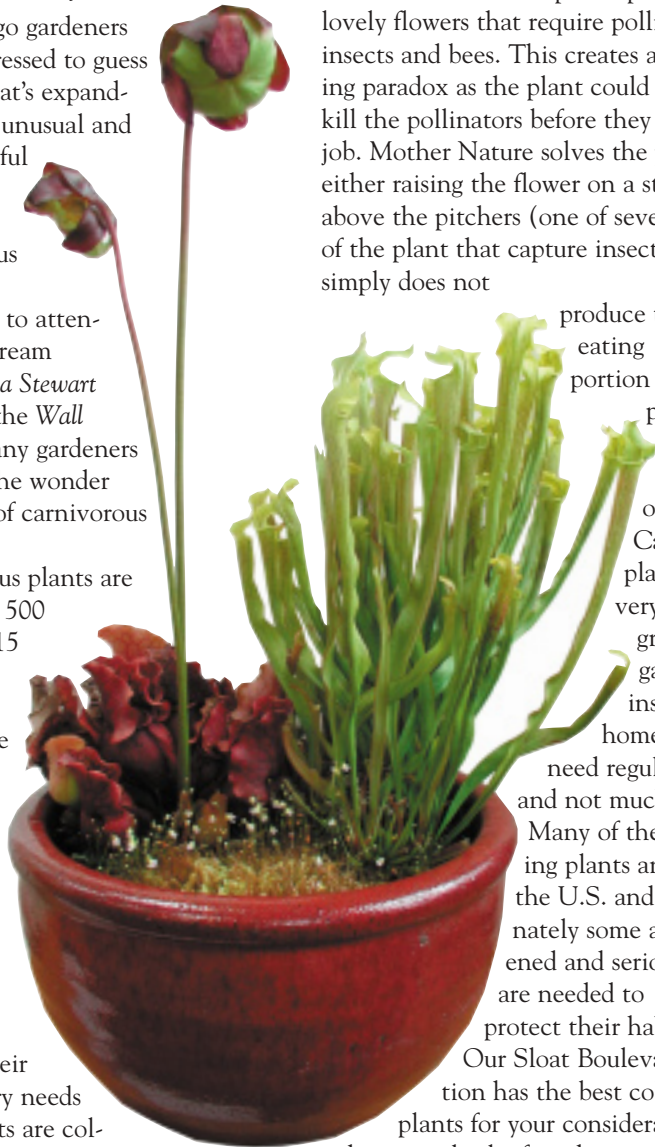 go gardeners
essed to guess
at's expand-
unusual and
ful
us
to atten-
ream
a Stewart
the Wall
ny gardeners
he wonder
of carnivorous
us plants are
500
15
e
eir
ry needs
ts are col-
lovely flowers that require polli
insects and bees. This creates a
ing paradox as the plant could
kill the pollinators before they
job. Mother Nature solves the
either raising the flower on a st
above the pitchers (one of seve
of the plant that capture insect
simply does not
produce
eating
portion
p
o
Ca
pla
very
gr
ga
ins
home
need regul
and not muc
Many of the
ing plants ar
the U.S. and
nately some a
ened and serio
are needed to
protect their ha
Our Sloat Bouleva
tion has the best co
plants for your considera